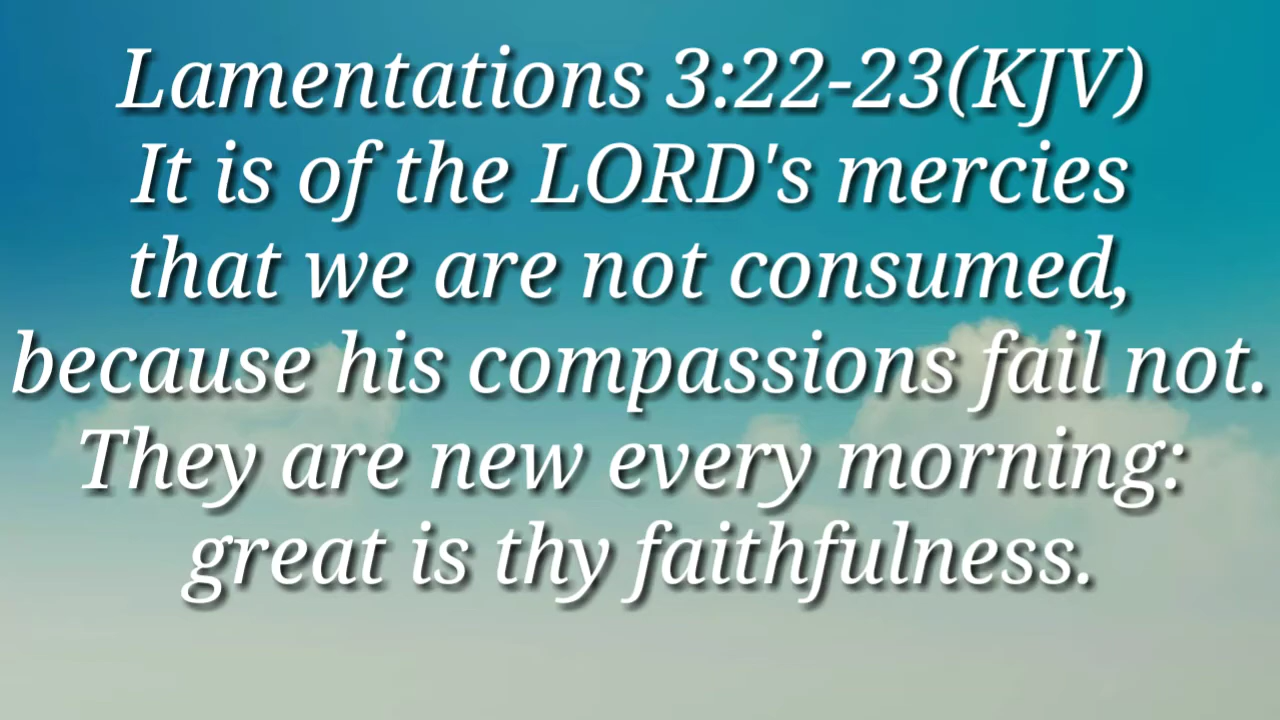 Lamentations 3:22-23(KJV)
It is of the LORD's mercies
that we are not consumed,
because his compassions fail not.
They are new every morning:
great is thy faithfulness.